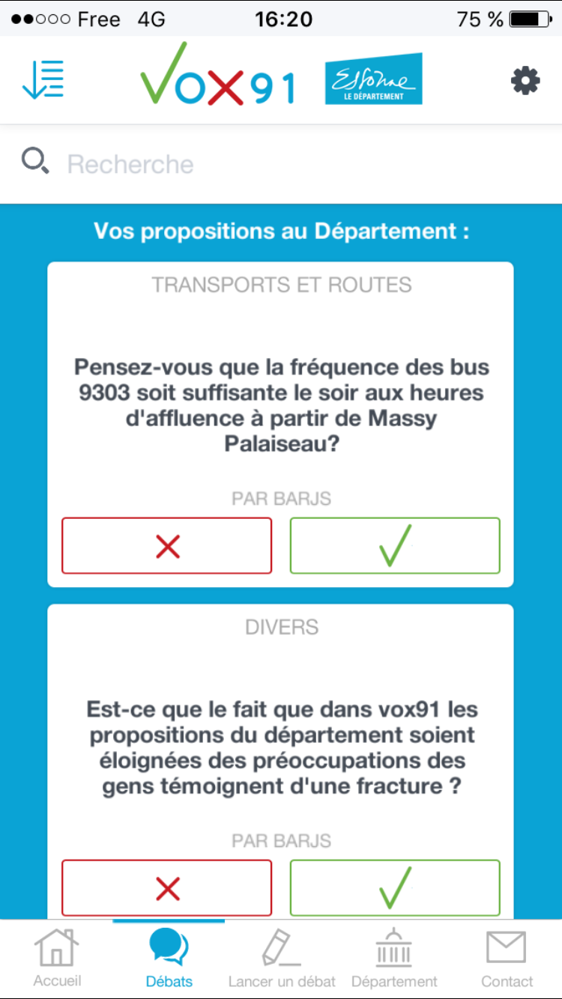 Free 4G 16:20 75 %
VOX91 Essonne
LE DÉPARTEMENT
Recherche
Vos propositions au Département :
TRANSPORTS ET ROUTES
Pensez-vous que la fréquence des bus
9303 soit suffisante le soir aux heures
d'affluence à partir de Massy
Palaiseau?
PAR BARJS
DIVERS
Est-ce que le fait que dans vox91 les
propositions du département soient
éloignées des préoccupations des
gens témoignent d'une fracture ?
PAR BARJS
Accueil Débats Lancer un débat Département Contact